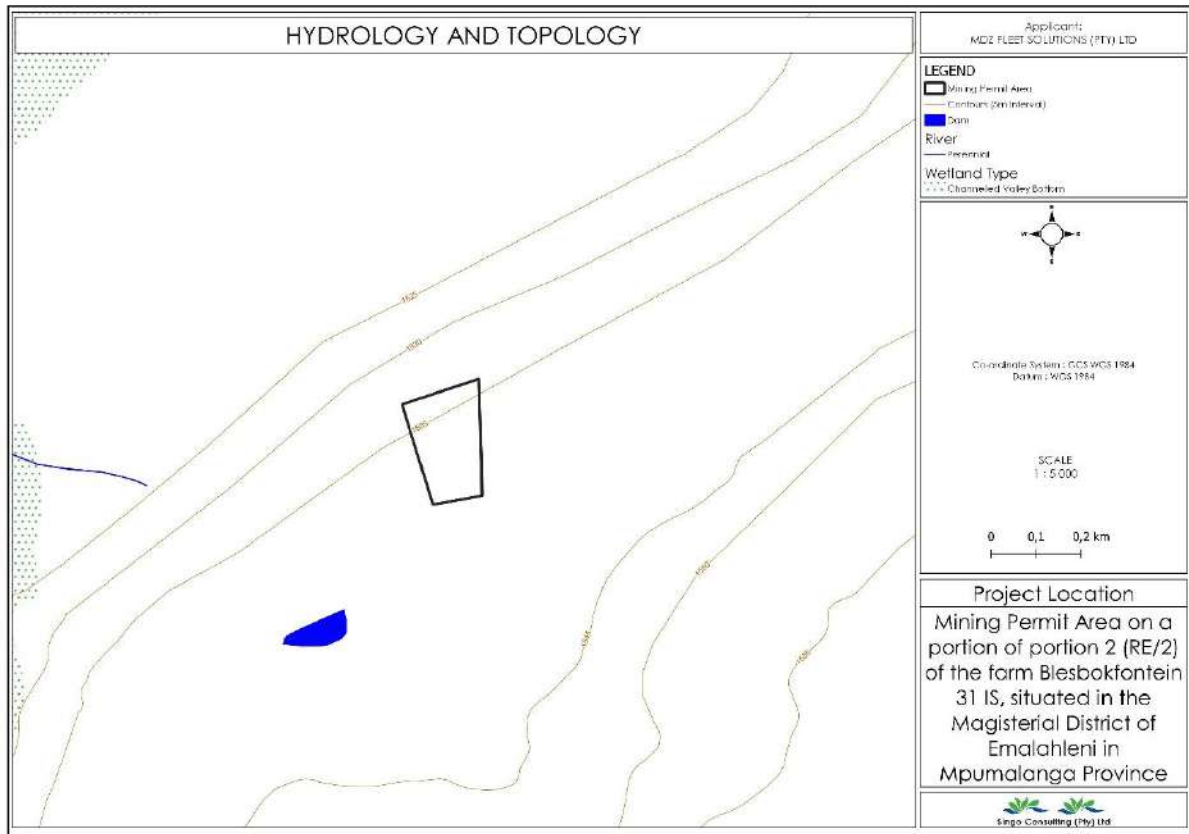 HYDROLOGY AND TOPOLOGY
Applicant:
MDZ FLEET SOLUTIONS (PTY) LTD
LEGEND
Mining Permit Area
Contours (5m Interval)
Dam
River
Perennial
Wetland Type
Channeled Valley Bottom
N
W
E
S
Co-ordinate System : GCS WGS 1984
Datum : WGS 1984
SCALE
1 : 5 000
0 0,1 0,2 km
Project Location
Mining Permit Area on a
portion of portion 2 (RE/2)
of the farm Blesbokfontein
31 IS, situated in the
Magisterial District of
Emalahleni in
Mpumalanga Province
Singo Consulting (Pty) Ltd